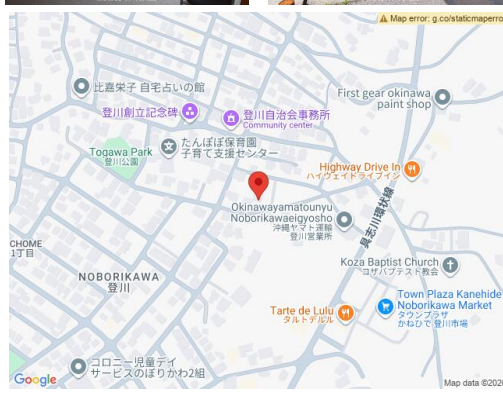 Map error: g.co/staticmaperro
比嘉栄子 自宅占いの館
First gear okinawa
paint shop
登川創立記念碑
登川自治会事務所
Community center
Togawa Park
登川公園
たんぽぽ保育園
子育て支援センター
Highway Drive In
ハイウェイドライブイン
Okinawayamatounyu
Noborikawaeigyosho
沖縄ヤマト運輸
登川営業所
具志川環状線
CHOME
1丁目
Koza Baptist Church
コザバプテスト教会
NOBORIKAWA
登川
Town Plaza Kanehide
Noborikawa Market
タウンプラザ
かねひで 登川市場
Tarte de Lulu
タルトデルル
コロニー児童デイ
サービスのぼりかわ2組
Google
Map data ©2026